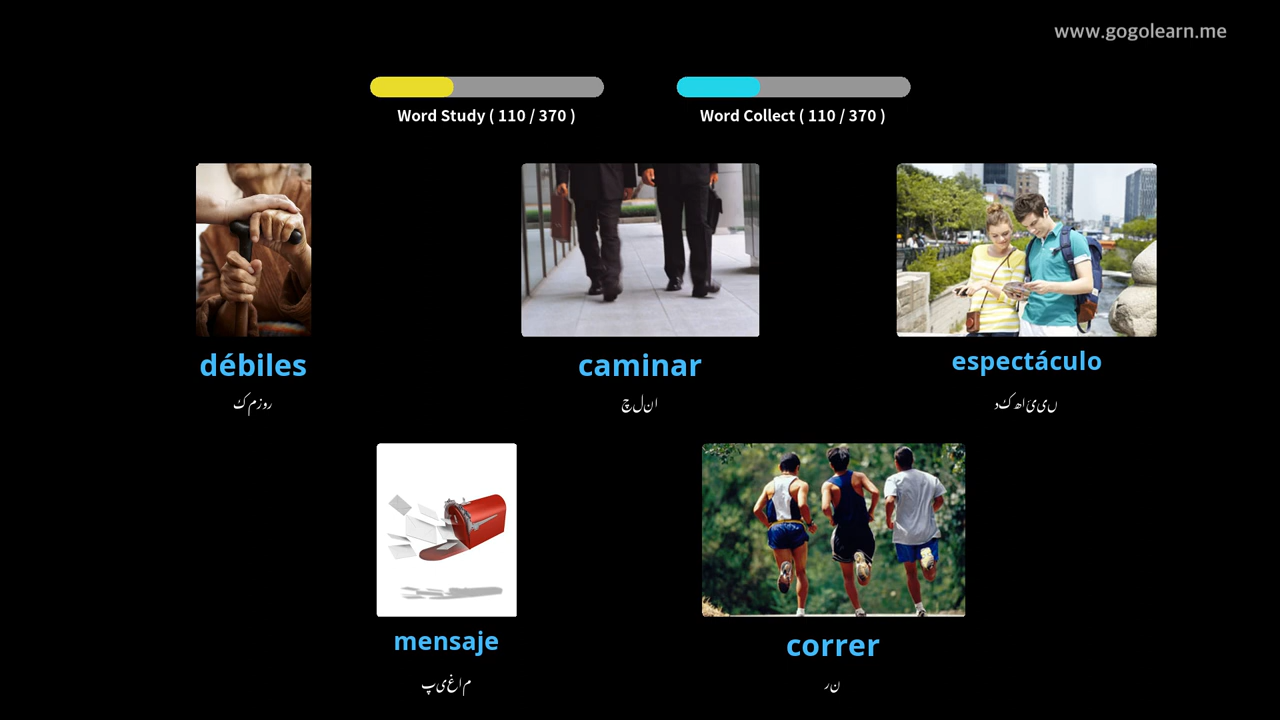 www.gogolearn.me
Word Study ( 110 / 370 )
Word Collect ( 110 / 370 )
débiles
کمزور
caminar
چلنا
espectáculo
دکھائیں
mensaje
پیغام
correr
رن